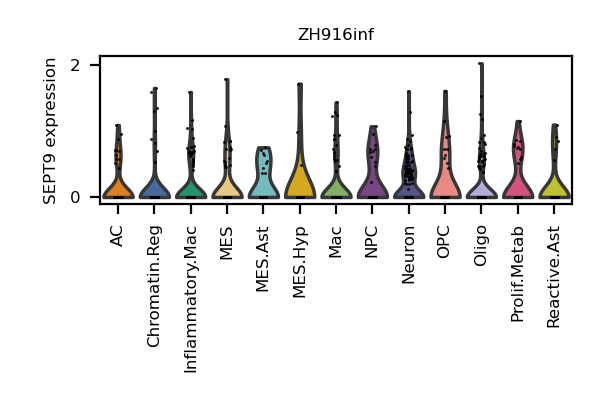 ZH916inf
SEPT9 expression
2
0
AC
Chromatin.Reg
Inflammatory.Mac
MES
MES.Ast
MES.Hyp
Mac
NPC
Neuron
OPC
Oligo
Prolif.Metab
Reactive.Ast